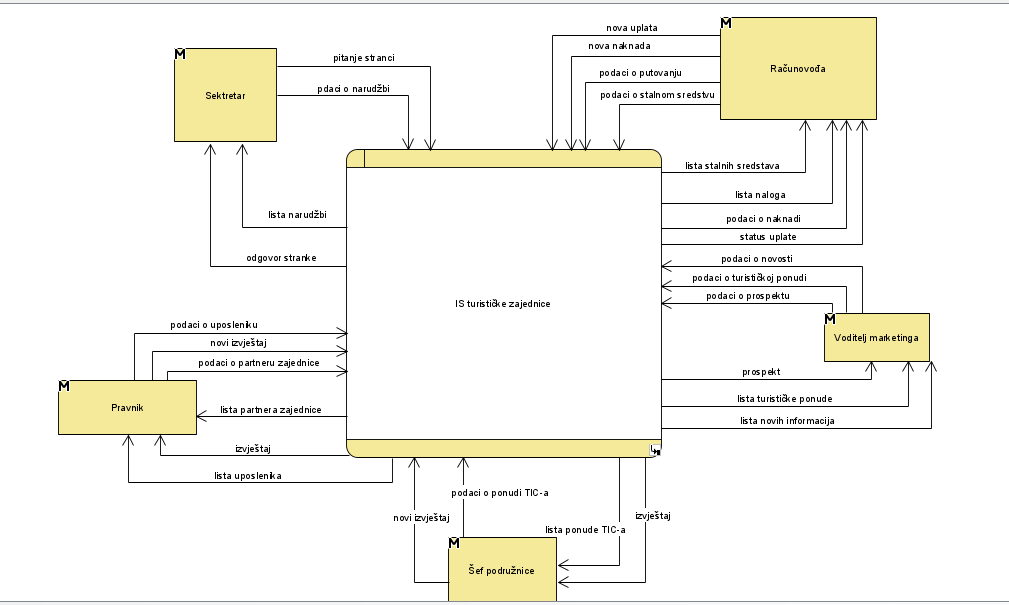 nova uplata
nova naknada
podaci o putovanju
podaci o stalnom sredstvu
M
Računovođa
M
Sektretar
pitanje stranci
pdaci o narudžbi
lista stalnih sredstava
lista naloga
podaci o naknadi
status uplate
lista narudžbi
odgovor stranke
podaci o novosti
podaci o turističkoj ponudi
podaci o prospektu
IS turističke zajednice
M
Voditelj marketinga
podaci o uposleniku
novi izvještaj
podaci o partneru zajednice
M
Pravnik
lista partnera zajednice
izvještaj
lista uposlenika
prospekt
lista turističke ponude
lista novih informacija
podaci o ponudi TIC-a
novi izvještaj
lista ponude TIC-a
izvještaj
M
Šef podružnice